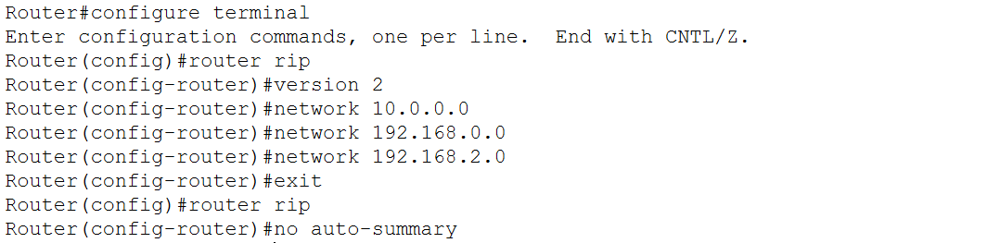 Router#configure terminal
Enter configuration commands, one per line.  End with CNTL/Z.
Router(config)#router rip
Router(config-router)#version 2
Router(config-router)#network 10.0.0.0
Router(config-router)#network 192.168.0.0
Router(config-router)#network 192.168.2.0
Router(config-router)#exit
Router(config)#router rip
Router(config-router)#no auto-summary